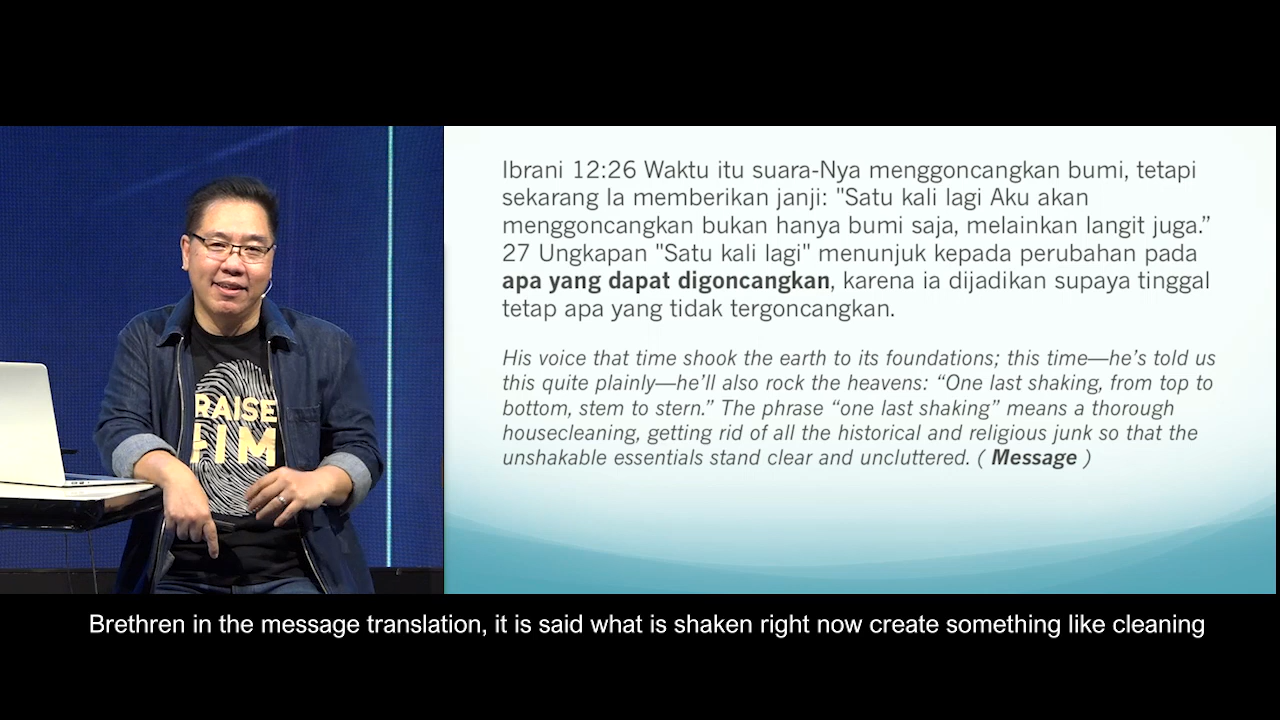 RAISE
HIM
Ibrani 12:26 Waktu itu suara-Nya menggoncangkan bumi, tetapi
sekarang Ia memberikan janji: "Satu kali lagi Aku akan
menggoncangkan bukan hanya bumi saja, melainkan langit juga.”
27 Ungkapan "Satu kali lagi" menunjuk kepada perubahan pada
apa yang dapat digoncangkan, karena ia dijadikan supaya tinggal
tetap apa yang tidak tergoncangkan.
His voice that time shook the earth to its foundations; this time—he’s told us
this quite plainly—he’ll also rock the heavens: “One last shaking, from top to
bottom, stem to stern.” The phrase “one last shaking” means a thorough
housecleaning, getting rid of all the historical and religious junk so that the
unshakable essentials stand clear and uncluttered. ( Message )
Brethren in the message translation, it is said what is shaken right now create something like cleaning